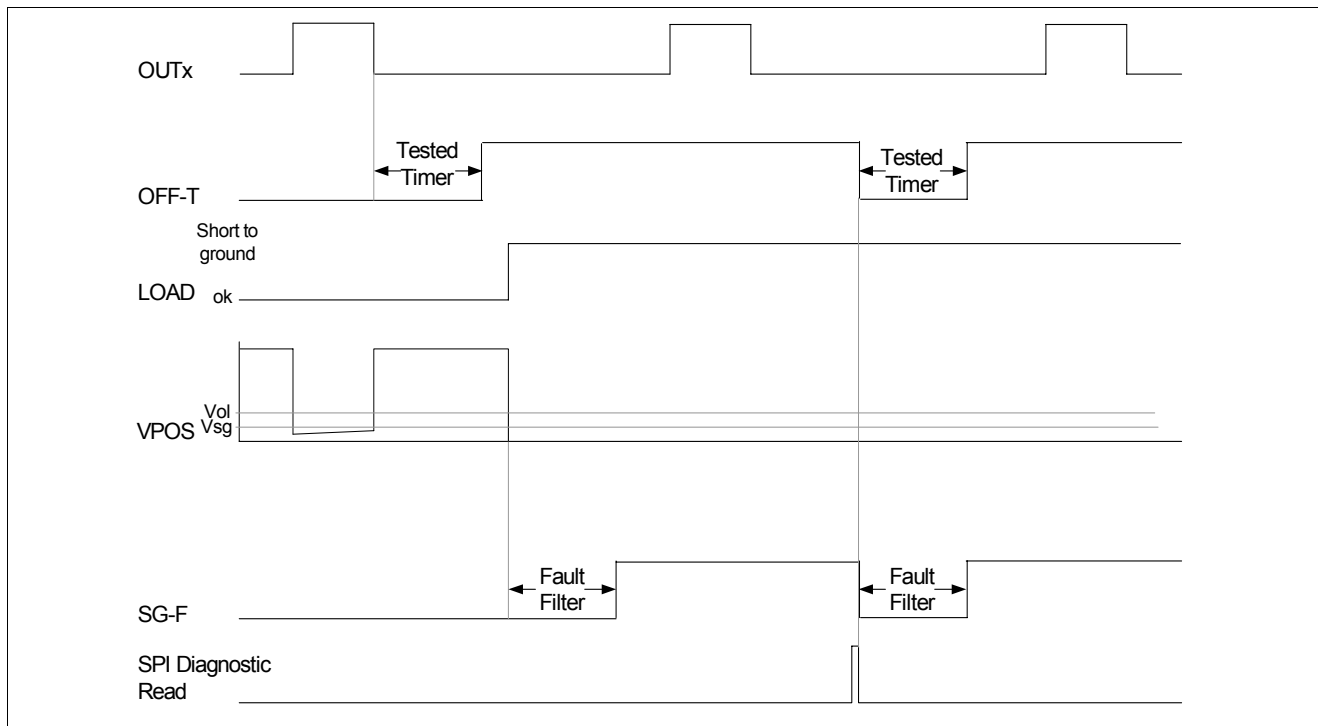 OUTx
Tested
Timer
Tested
Timer
OFF-T
Short to
ground
LOAD ok
Vol
VPOS Vsg
Fault
Filter
Fault
Filter
SG-F
SPI Diagnostic
Read